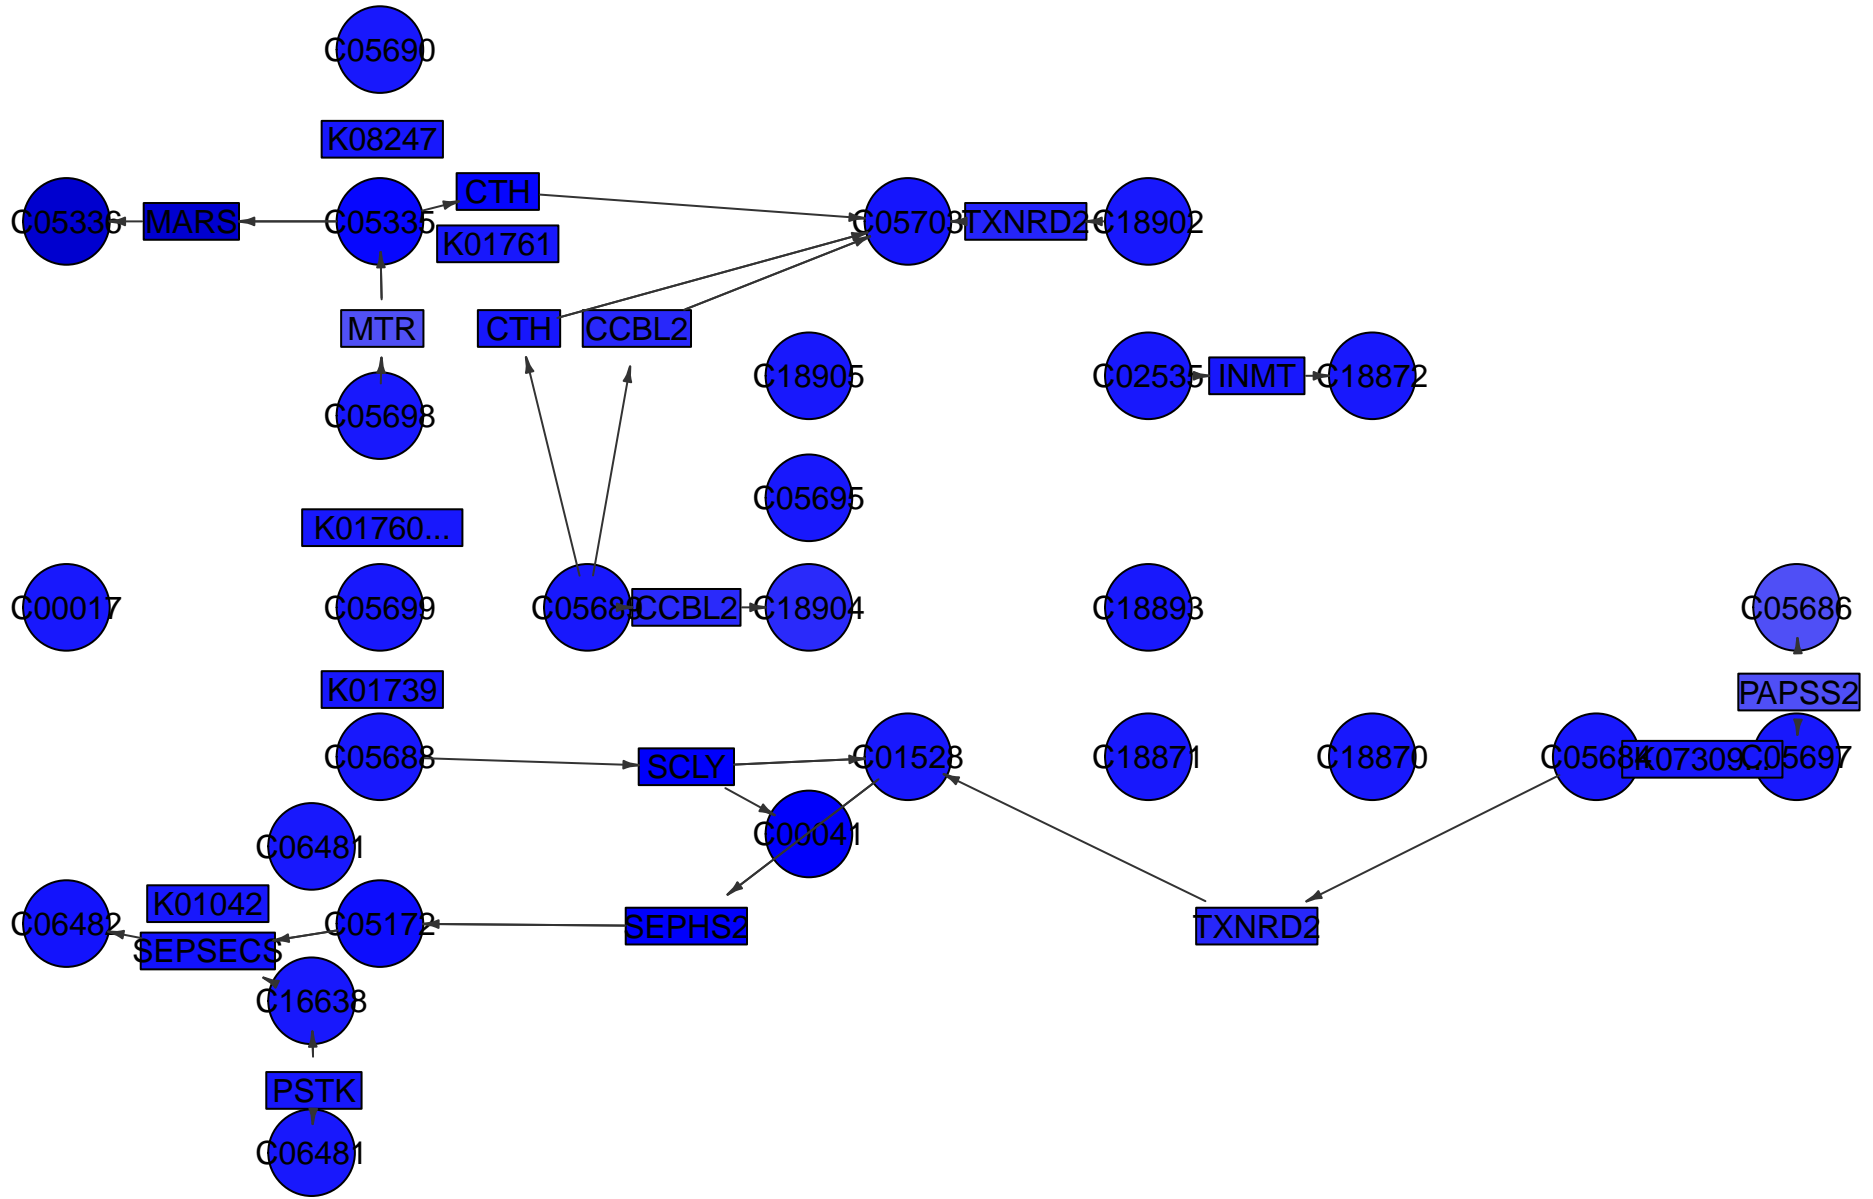 C05690
K08247
CTH
C05336
MARS
C05335
C05703
TXNRD2
C18902
K01761
MTR
CTH
CCBL2
C18905
C02535
INMT
C18872
C05698
C05695
K01760...
C00017
C05699
C05689
CCBL2
C18904
C18893
C05686
K01739
PAPSS2
C05688
SCLY
C01528
C18871
C18870
C05684
K07309...
C05697
C00041
C06481
K01042
C06482
C05172
SEPHS2
TXNRD2
SEPSECS
C16638
PSTK
C06481